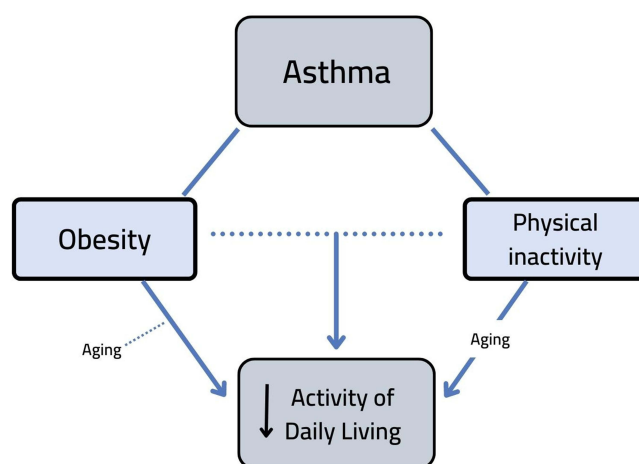 Asthma
Obesity
Physical
inactivity
Aging
Aging
Activity of
Daily Living